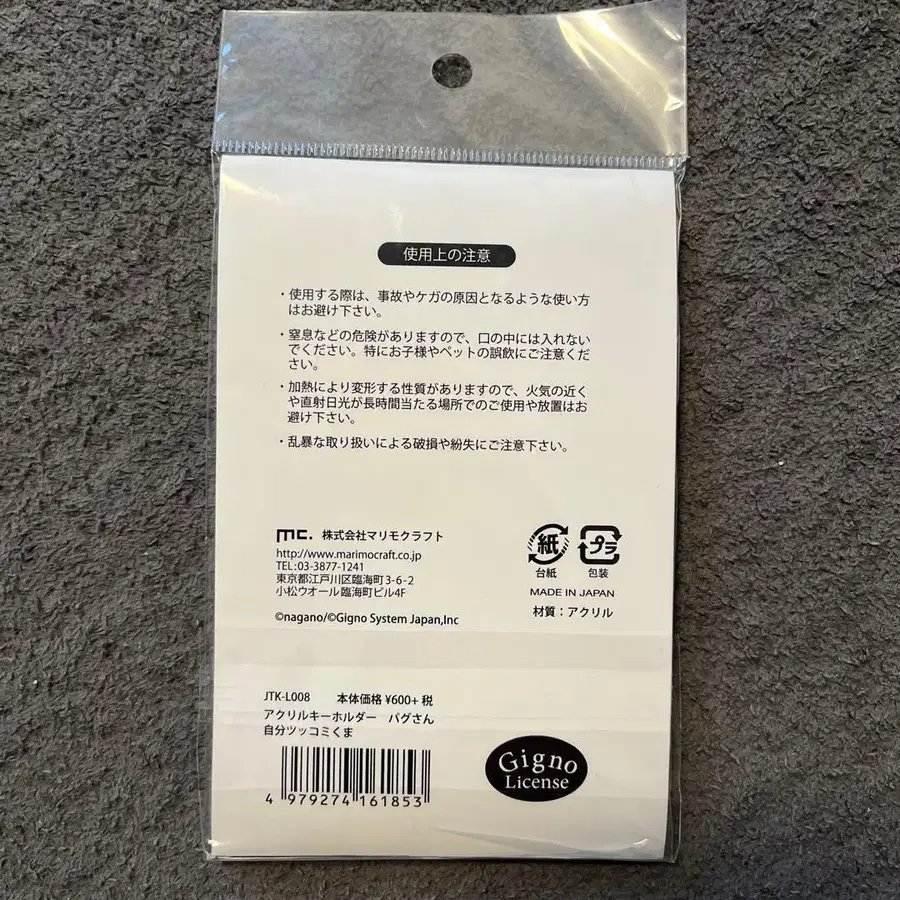 使用上の注意
・使用する際は、事故やケガの原因となるような使い方
はお避け下さい。
・窒息などの危険がありますので、口の中には入れない
でください。特にお子様やペットの誤飲にご注意くだ
さい。
・加熱により変形する性質がありますので、火気の近く
や直射日光が長時間当たる場所でのご使用や放置はお
避け下さい。
・乱暴な取り扱いによる破損や紛失にご注意下さい。
mc. 株式会社マリモクラフト
http://www.marimocraft.co.jp
TEL:03-3877-1241
東京都江戸川区臨海町3-6-2
小松ウオール臨海町ビル4F
©nagano/©Gigno System Japan,Inc
紙 プラ
台紙 包装
MADE IN JAPAN
材質：アクリル
JTK-L008 本体価格 ¥600+ 税
アクリルキーホルダー パグさん
自分ツッコミくま
4 979274 161853
Gigno
License